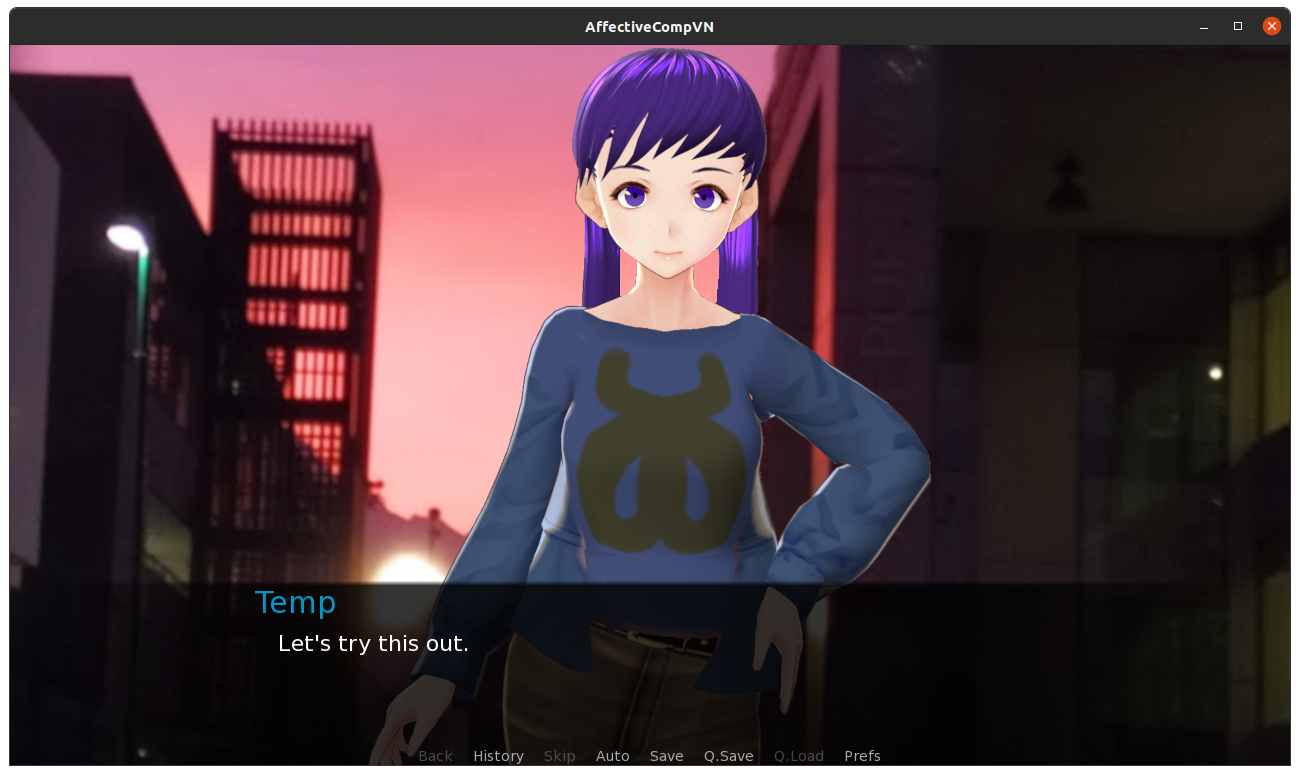 AffectiveCompVN
Temp
Let's try this out.
Back History Skip Auto Save Q.Save Q.Load Prefs